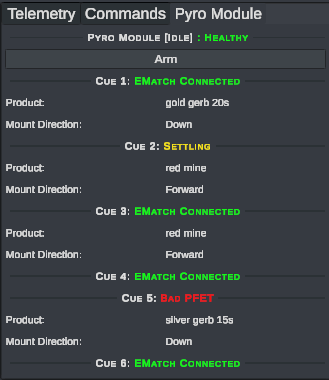 Telemetry Commands Pyro Module
Pyro Module [Idle] : Healthy
Arm
Cue 1: EMatch Connected
Product: gold gerb 20s
Mount Direction: Down
Cue 2: Settling
Product: red mine
Mount Direction: Forward
Cue 3: EMatch Connected
Product: red mine
Mount Direction: Forward
Cue 4: EMatch Connected
Cue 5: Bad PFET
Product: silver gerb 15s
Mount Direction: Down
Cue 6: EMatch Connected